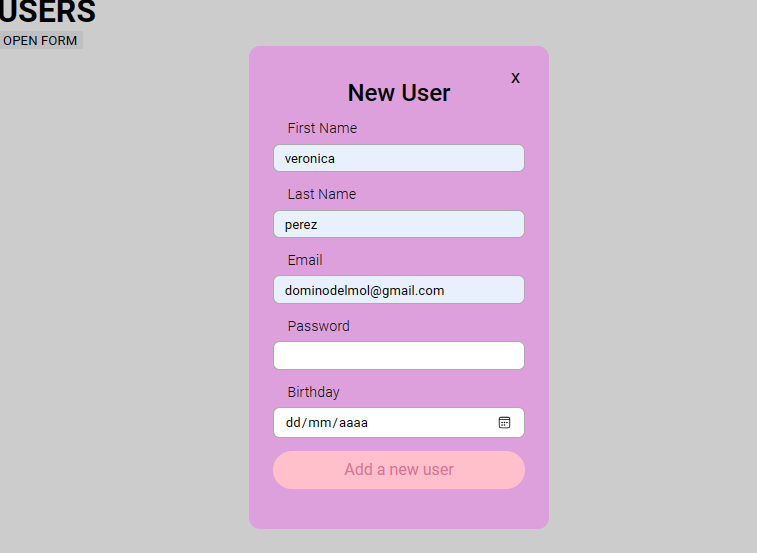 USERS
OPEN FORM
x
New User
First Name
veronica
Last Name
perez
Email
dominodelmol@gmail.com
Password
Birthday
dd/mm/aaaa
Add a new user